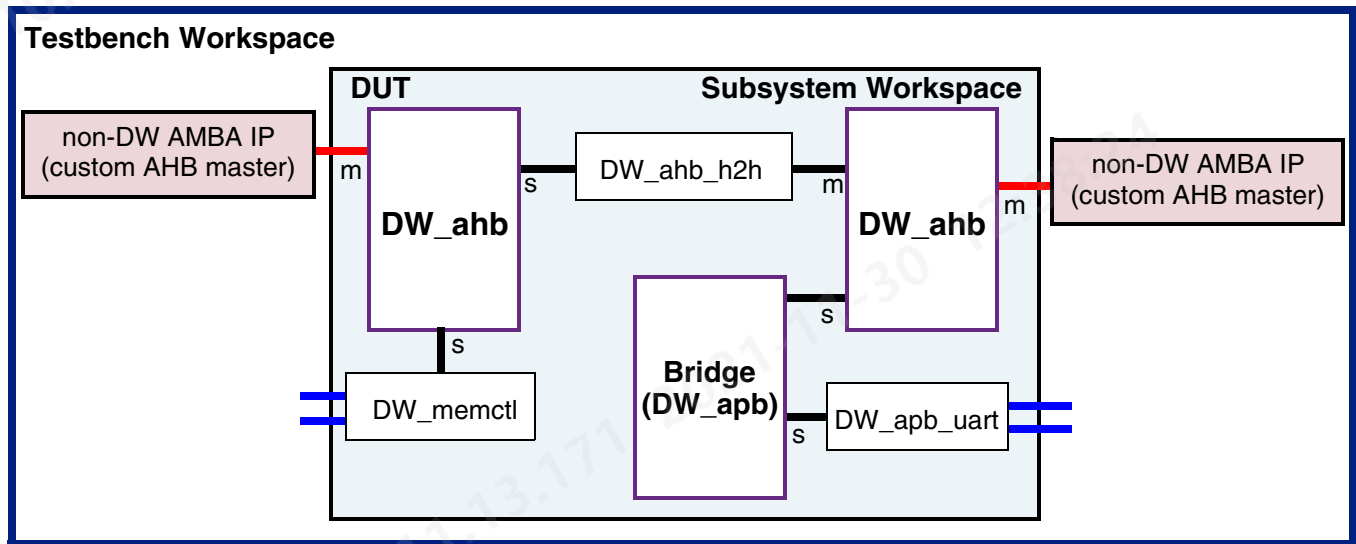 Testbench Workspace
DUT
Subsystem Workspace
non-DW AMBA IP
(custom AHB master)
m
DW_ahb
s
DW_ahb_h2h
m
DW_ahb
m
non-DW AMBA IP
(custom AHB master)
s
s
Bridge
(DW_apb)
DW_memctl
s
DW_apb_uart